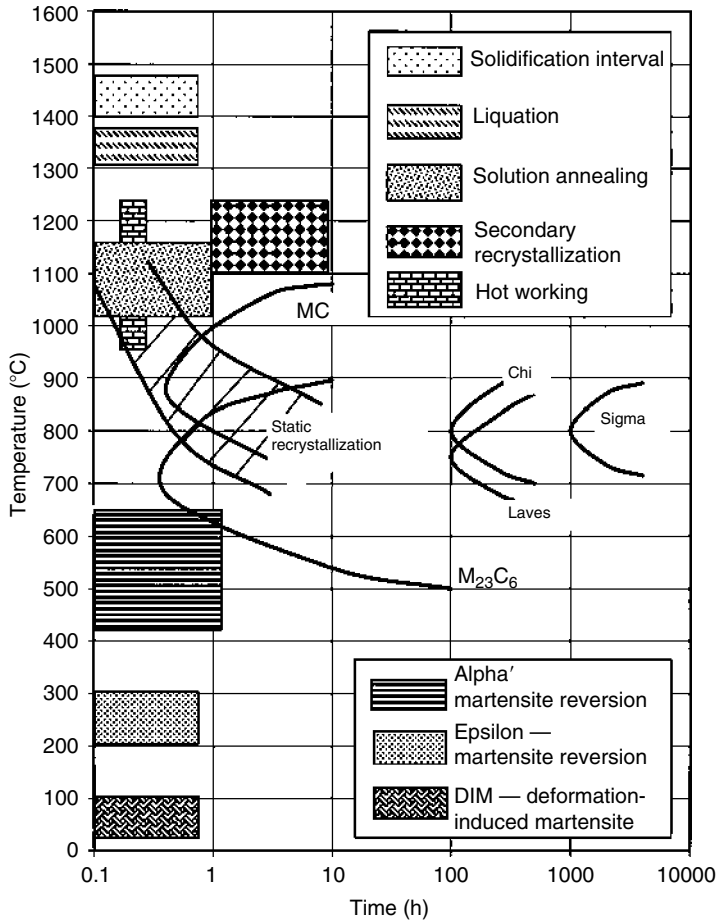 1600
1500
1400
1300
1200
1100
1000
900
800
700
600
500
400
300
200
100
0
Temperature (°C)
0.1
1
10
100
1000
10000
Time (h)
Solidification interval
Liquation
Solution annealing
Secondary
recrystallization
Hot working
MC
Static
recrystallization
Chi
Sigma
Laves
M₂₃C₆
Alpha′
martensite reversion
Epsilon —
martensite reversion
DIM — deformation-
induced martensite